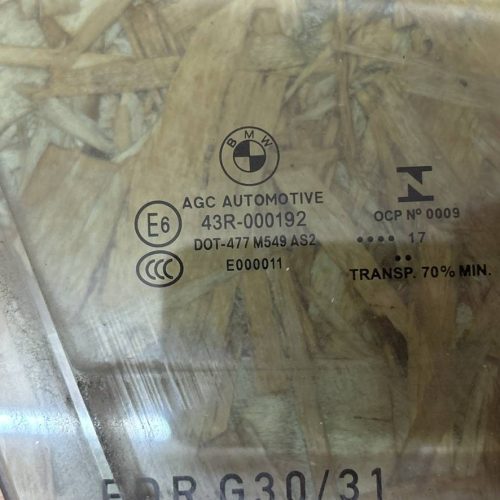 BMW
AGC AUTOMOTIVE
E6 43R-000192
DOT-477 M549 AS2
CCC E000011
OCP Nº 0009
•••• 17
••
TRANSP. 70% MIN.
FDR G30/31